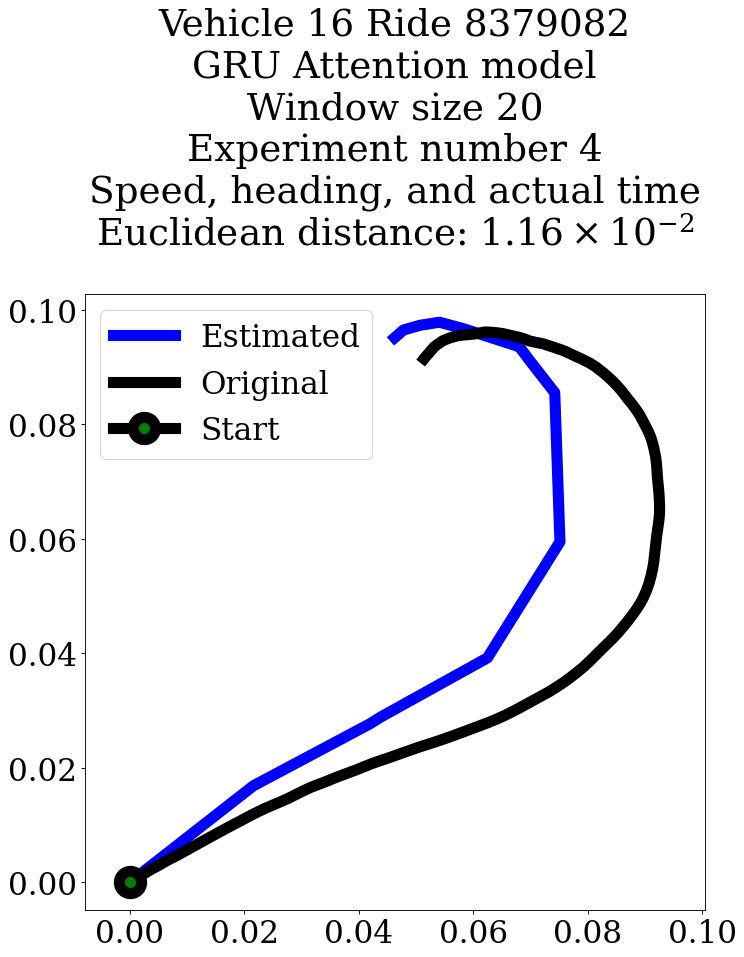 Vehicle 16 Ride 8379082
GRU Attention model
Window size 20
Experiment number 4
Speed, heading, and actual time
Euclidean distance: 1.16 × 10⁻²
Estimated
Original
Start
0.10
0.08
0.06
0.04
0.02
0.00
0.00 0.02 0.04 0.06 0.08 0.10